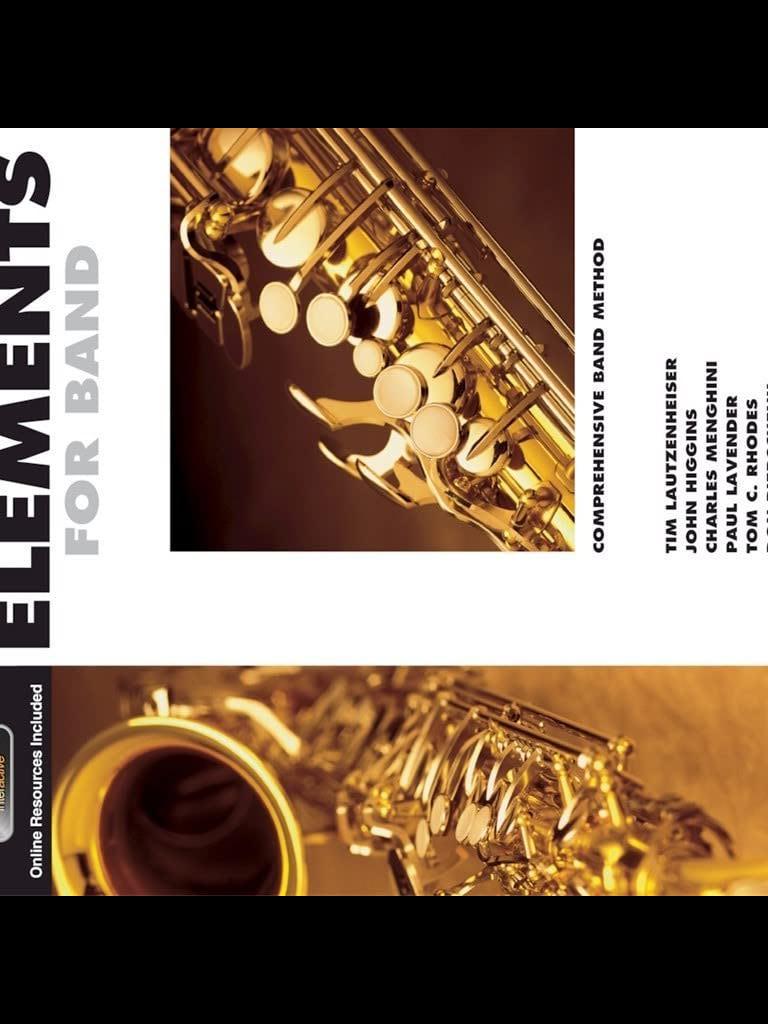 ELEMENTS
FOR BAND
COMPREHENSIVE BAND METHOD
TIM LAUTZENHEISER
JOHN HIGGINS
CHARLES MENGHINI
PAUL LAVENDER
TOM C. RHODES
Interactive
Online Resources Included